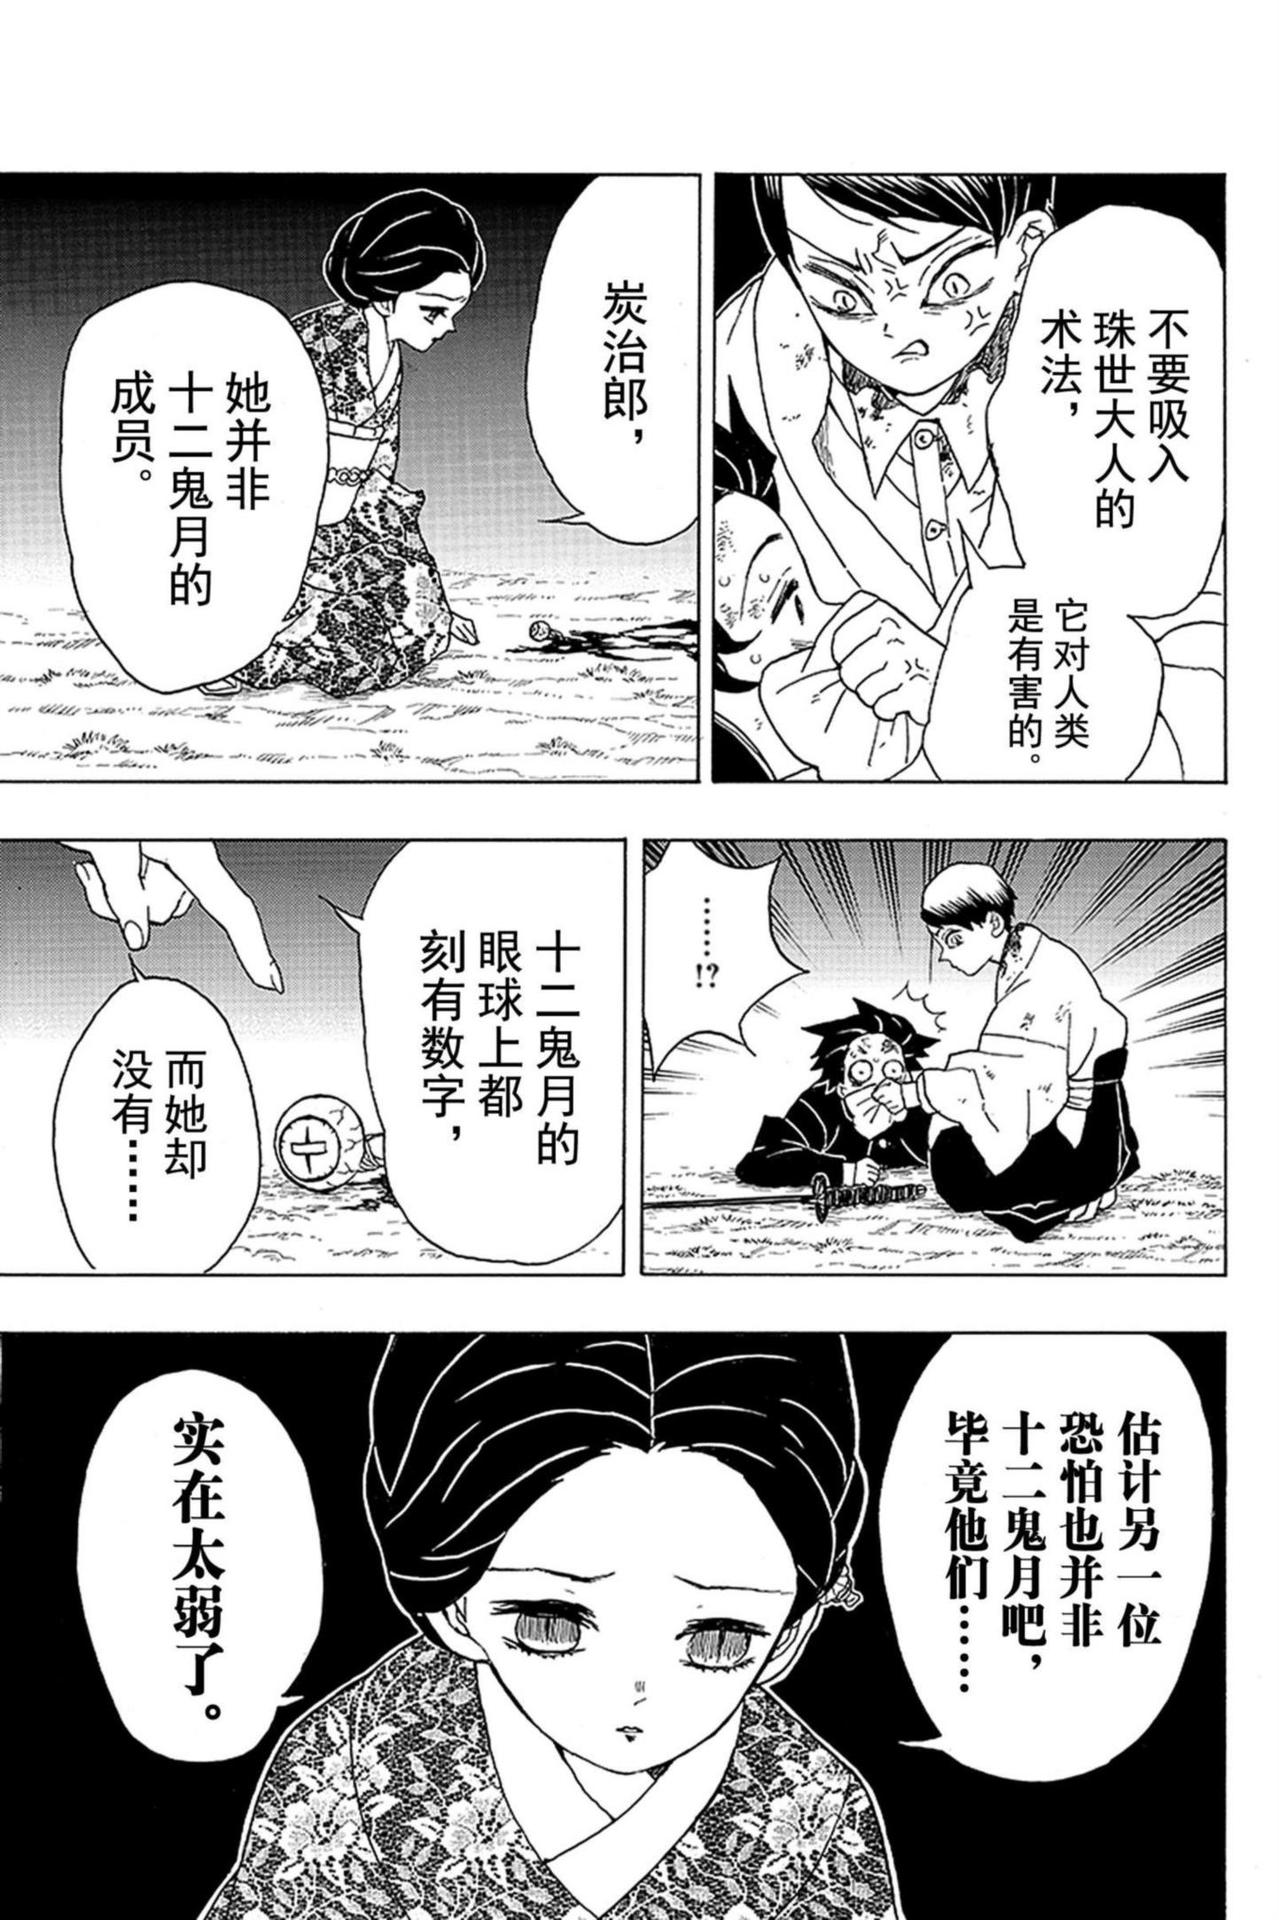 不要吸入
珠世大人的
术法，
它对人类
是有害的。
炭治郎，
她并非
十二鬼月的
成员。
……!?
十二鬼月的
眼球上都
刻有数字，
而她却
没有……
估计另一位
恐怕也并非
十二鬼月吧，
毕竟他们……
实在太弱了。